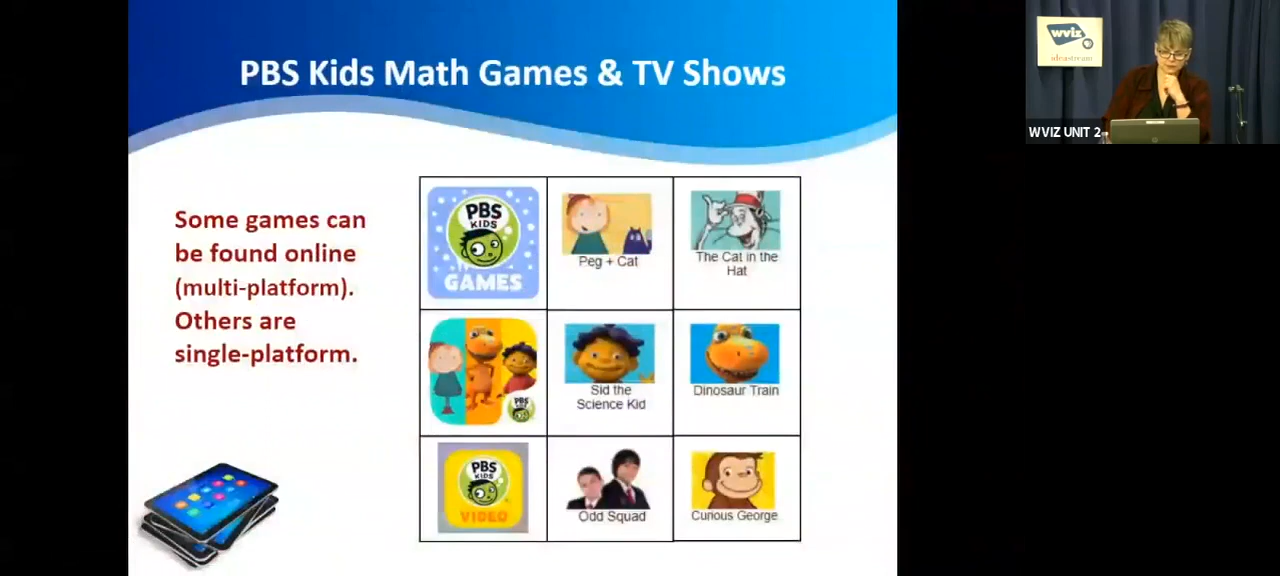 PBS Kids Math Games & TV Shows
Some games can
be found online
(multi-platform).
Others are
single-platform.
PBS
KIDS
GAMES
Peg + Cat
The Cat in the
Hat
PBS
Sid the
Science Kid
Dinosaur Train
PBS
KIDS
VIDEO
Odd Squad
Curious George
wviz
ideastream
WVIZ UNIT 2